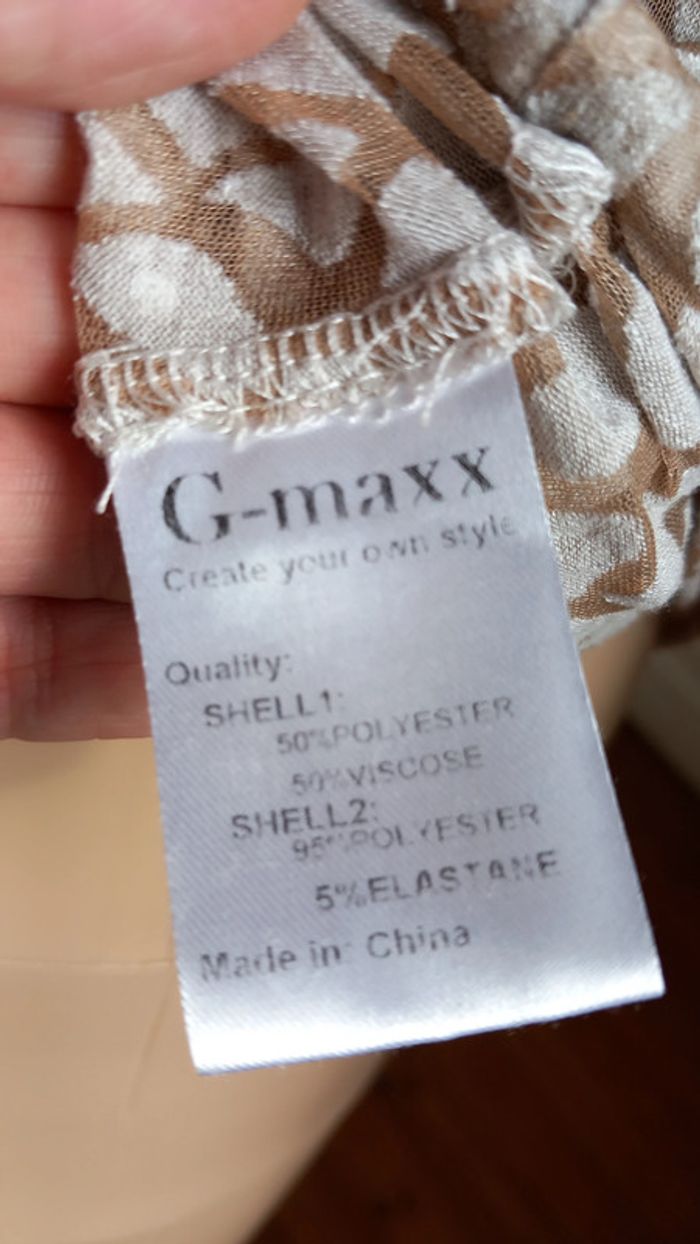 G-maxx
Create your own style
Quality:
SHELL1:
50%POLYESTER
50%VISCOSE
SHELL2:
95%POLYESTER
5%ELASTANE
Made in: China